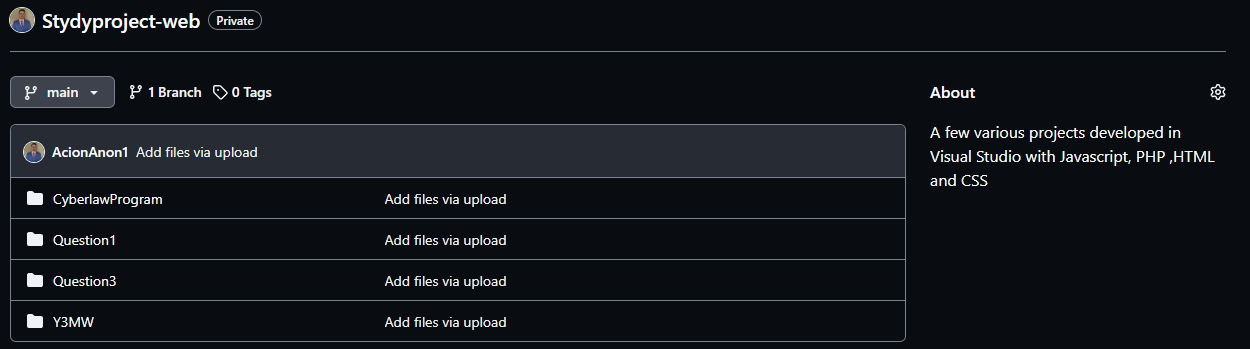 Stydyproject-web Private
main 1 Branch 0 Tags
AcionAnon1 Add files via upload
CyberlawProgram Add files via upload
Question1 Add files via upload
Question3 Add files via upload
Y3MW Add files via upload
About
A few various projects developed in
Visual Studio with Javascript, PHP ,HTML
and CSS